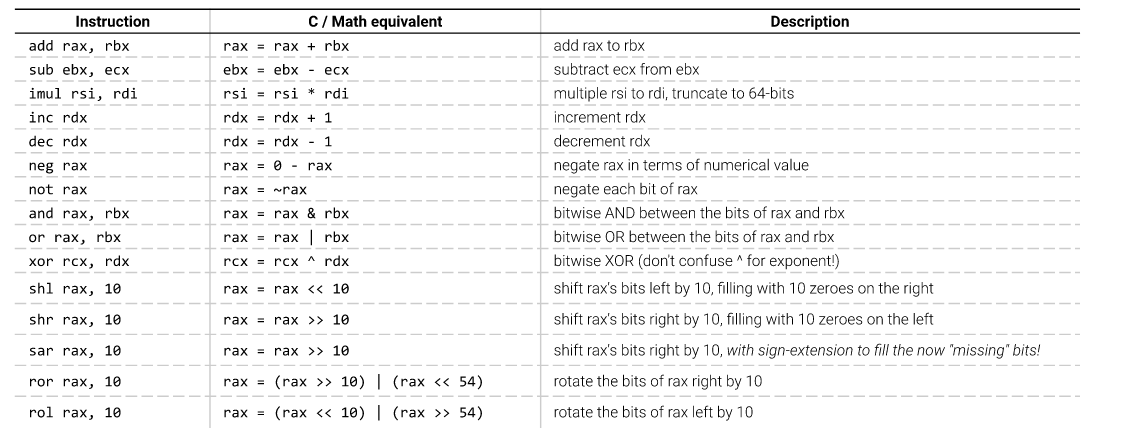 Instruction C / Math equivalent Description
add rax, rbx rax = rax + rbx add rax to rbx
sub ebx, ecx ebx = ebx - ecx subtract ecx from ebx
imul rsi, rdi rsi = rsi * rdi multiple rsi to rdi, truncate to 64-bits
inc rdx rdx = rdx + 1 increment rdx
dec rdx rdx = rdx - 1 decrement rdx
neg rax rax = 0 - rax negate rax in terms of numerical value
not rax rax = ~rax negate each bit of rax
and rax, rbx rax = rax & rbx bitwise AND between the bits of rax and rbx
or rax, rbx rax = rax | rbx bitwise OR between the bits of rax and rbx
xor rcx, rdx rcx = rcx ^ rdx bitwise XOR (don't confuse ^ for exponent!)
shl rax, 10 rax = rax << 10 shift rax's bits left by 10, filling with 10 zeroes on the right
shr rax, 10 rax = rax >> 10 shift rax's bits right by 10, filling with 10 zeroes on the left
sar rax, 10 rax = rax >> 10 shift rax's bits right by 10, with sign-extension to fill the now "missing" bits!
ror rax, 10 rax = (rax >> 10) | (rax << 54) rotate the bits of rax right by 10
rol rax, 10 rax = (rax << 10) | (rax >> 54) rotate the bits of rax left by 10